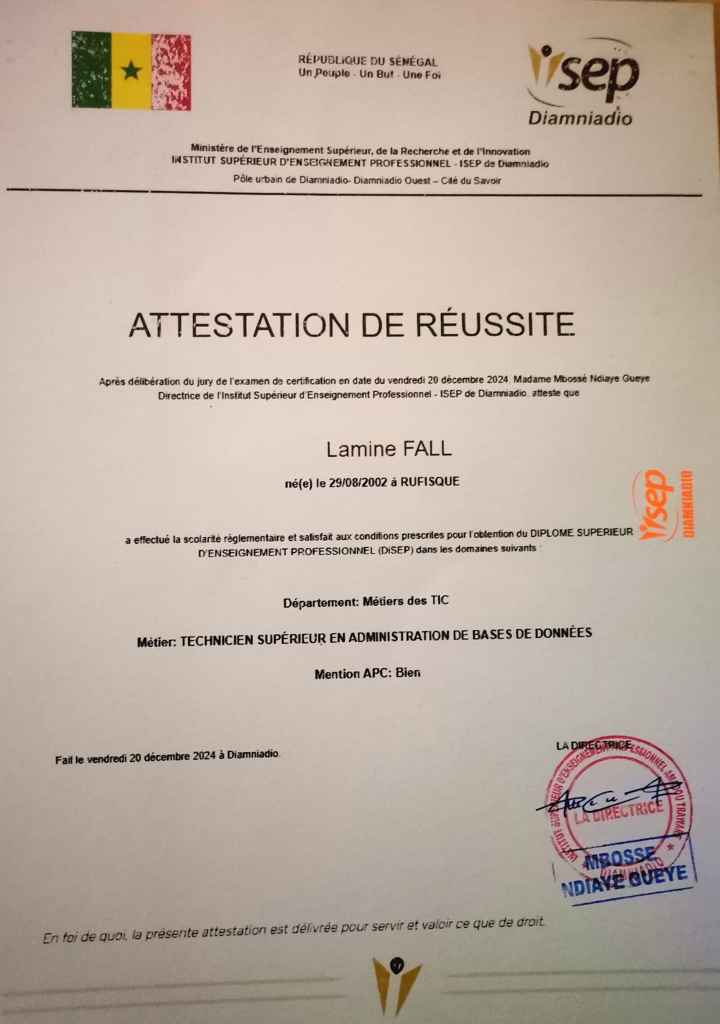 RÉPUBLIQUE DU SÉNÉGAL
Un Peuple - Un But - Une Foi
isep
Diamniadio
Ministère de l'Enseignement Supérieur, de la Recherche et de l'Innovation
INSTITUT SUPÉRIEUR D'ENSEIGNEMENT PROFESSIONNEL - ISEP de Diamniadio
Pôle urbain de Diamniadio- Diamniadio Ouest – Cité du Savoir
ATTESTATION DE RÉUSSITE
Après délibération du jury de l'examen de certification en date du vendredi 20 décembre 2024, Madame Mbossé Ndiaye Gueye
Directrice de l'Institut Supérieur d'Enseignement Professionnel - ISEP de Diamniadio, atteste que
Lamine FALL
né(e) le 29/08/2002 à RUFISQUE
isep
DIAMNIADIO
a effectué la scolarité règlementaire et satisfait aux conditions prescrites pour l'obtention du DIPLOME SUPERIEUR
D'ENSEIGNEMENT PROFESSIONNEL (DiSEP) dans les domaines suivants :
Département: Métiers des TIC
Métier: TECHNICIEN SUPÉRIEUR EN ADMINISTRATION DE BASES DE DONNÉES
Mention APC: Bien
Fait le vendredi 20 décembre 2024 à Diamniadio.
LA DIRECTRICE
INSTITUT SUPÉRIEUR D'ENSEIGNEMENT PROFESSIONNEL
LA DIRECTRICE
DIAMNIADIO
MBOSSE
NDIAYE GUEYE
En foi de quoi, la présente attestation est délivrée pour servir et valoir ce que de droit.